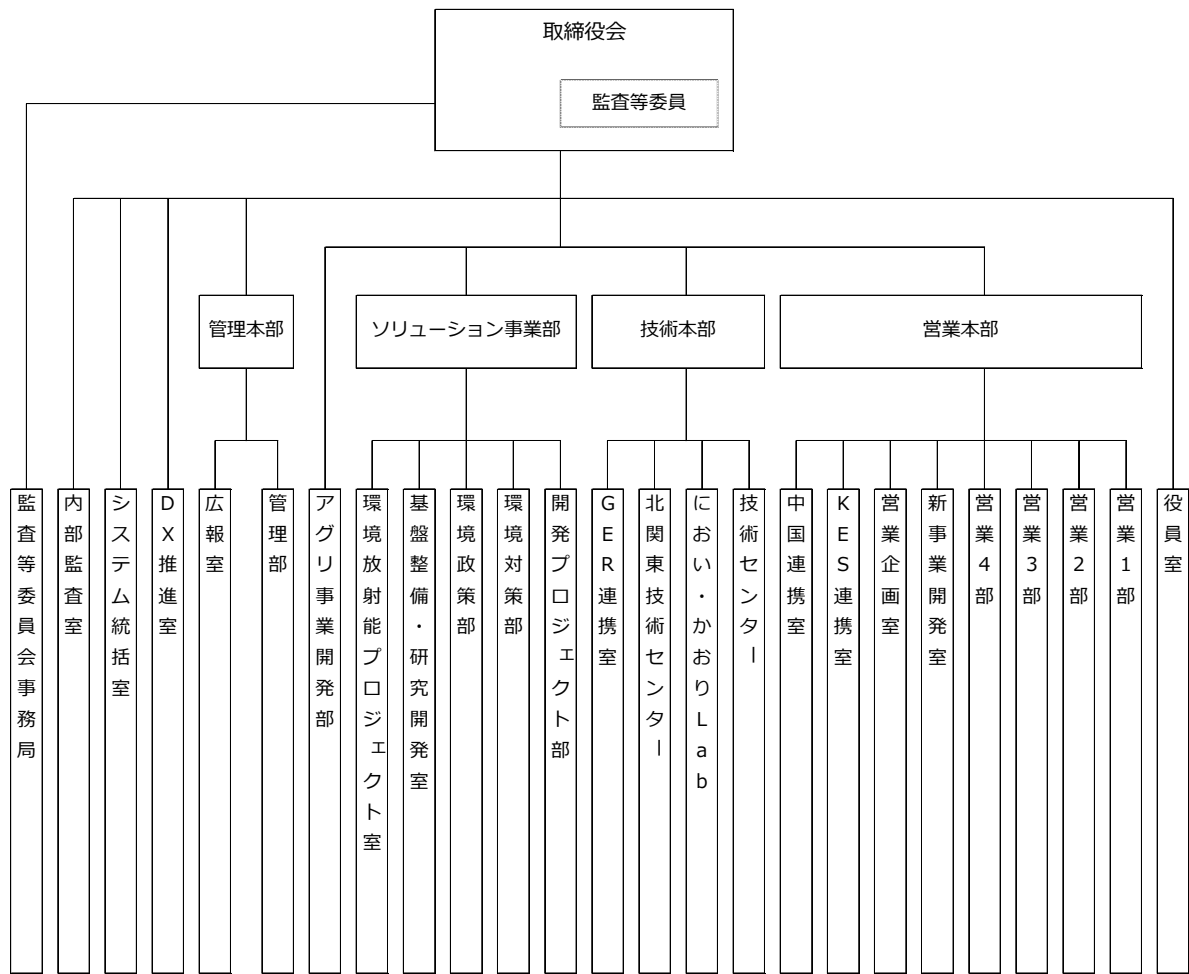 取締役会
監査等委員
管理本部
ソリューション事業部
技術本部
営業本部
監査等委員会事務局
内部監査室
システム統括室
DX推進室
広報室
管理部
アグリ事業開発部
環境放射能プロジェクト室
基盤整備・研究開発室
環境政策部
環境対策部
開発プロジェクト部
GER連携室
北関東技術センター
におい・かおりLab
技術センター
中国連携室
KES連携室
営業企画室
新事業開発室
営業4部
営業3部
営業2部
営業1部
役員室